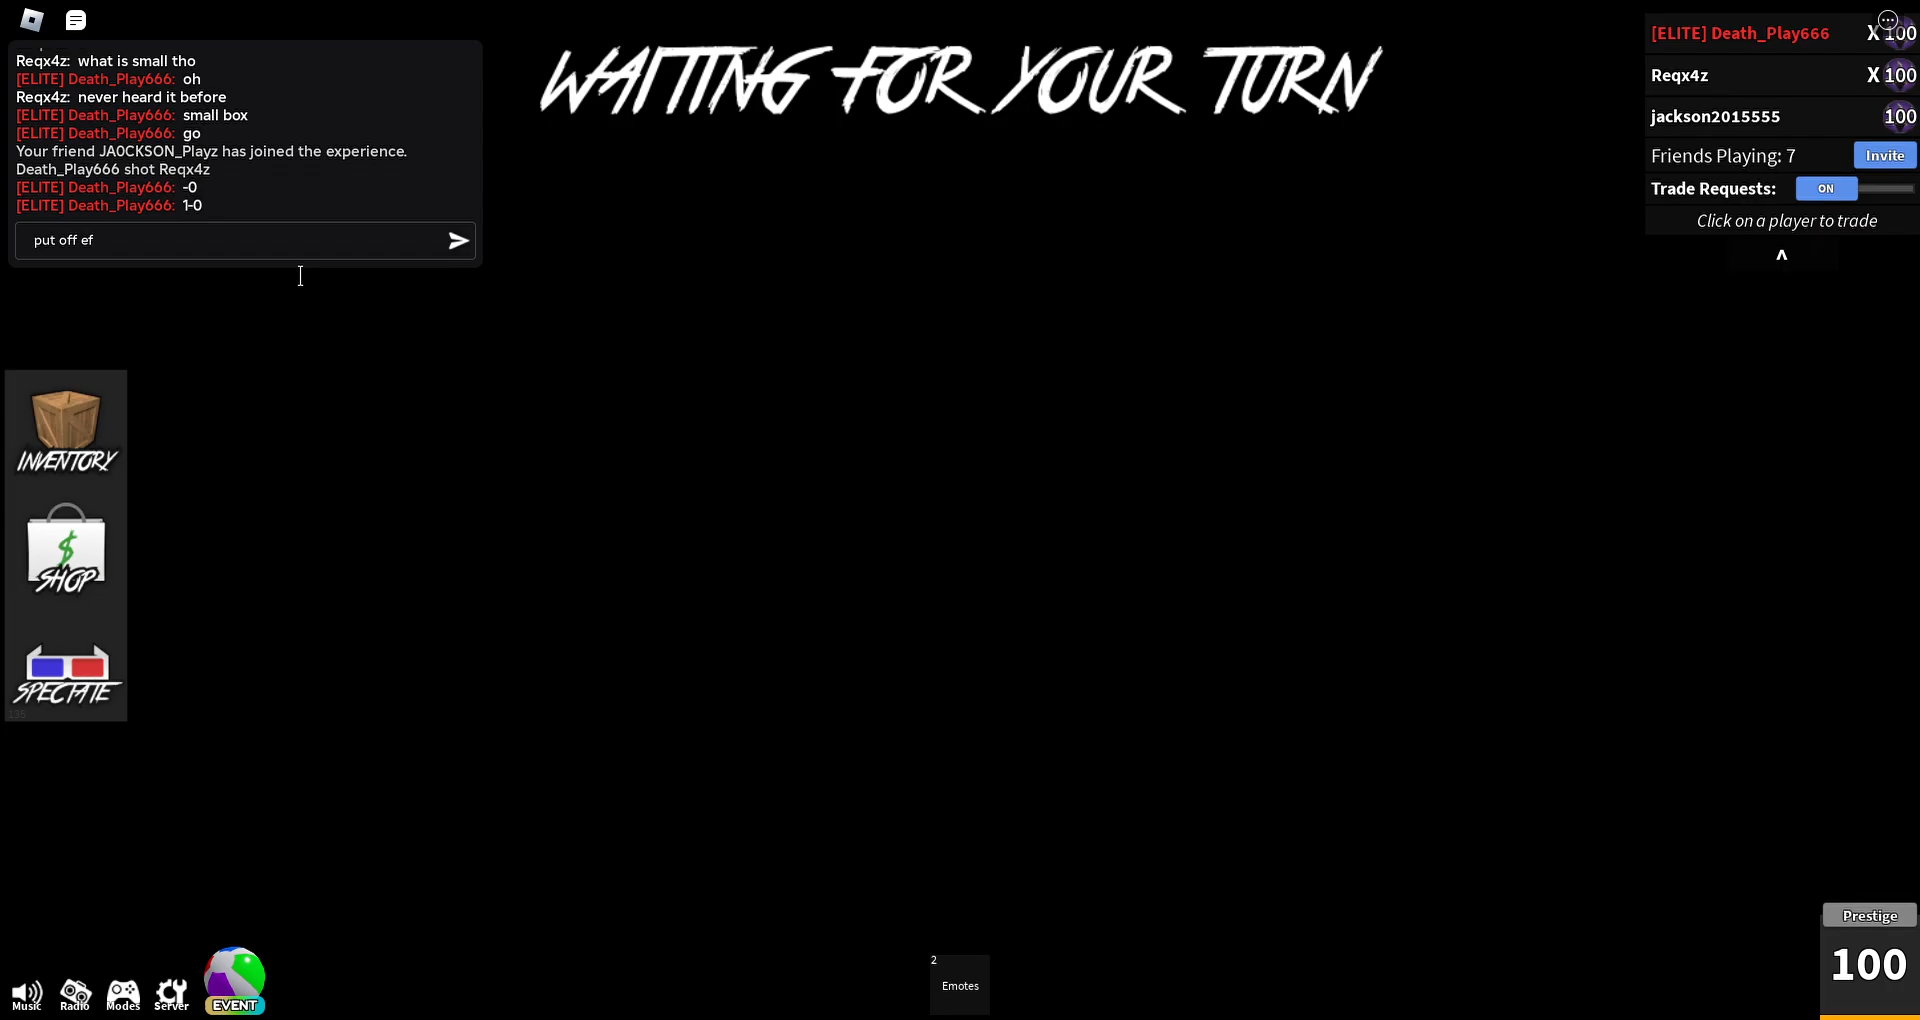 WAITING FOR YOUR TURN
Reqx4z: what is small tho
[ELITE] Death_Play666: oh
Reqx4z: never heard it before
[ELITE] Death_Play666: small box
[ELITE] Death_Play666: go
Your friend JA0CKSON_Playz has joined the experience.
Death_Play666 shot Reqx4z
[ELITE] Death_Play666: -0
[ELITE] Death_Play666: 1-0
put off ef
[ELITE] Death_Play666 X 100
Reqx4z X 100
jackson2015555 100
Friends Playing: 7 Invite
Trade Requests: ON
Click on a player to trade
INVENTORY
$
SHOP
SPECTATE
135
Music Radio Modes Server EVENT
2
Emotes
Prestige
100